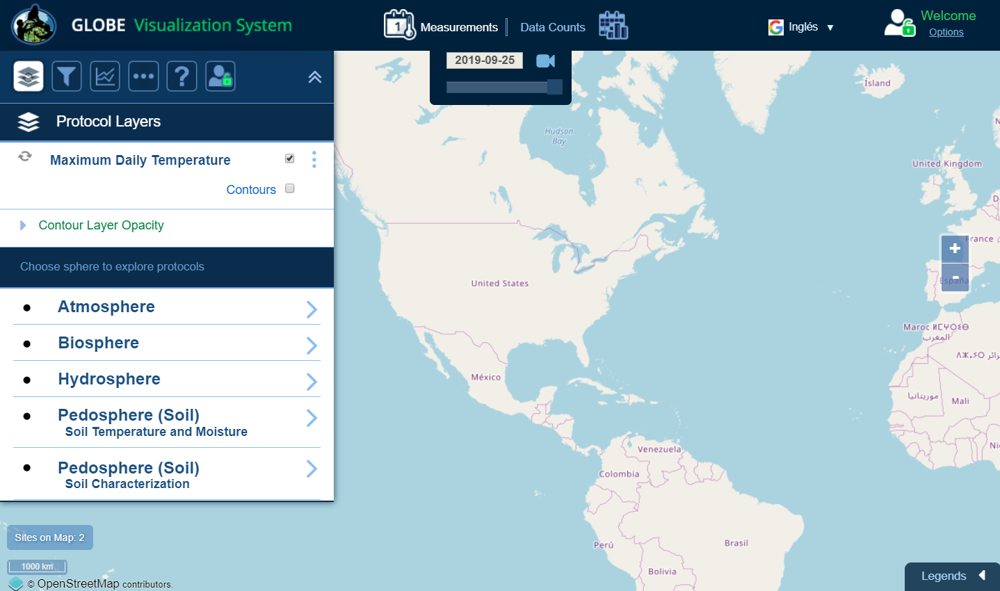 GLOBE Visualization System
1 Measurements Data Counts
Inglés ▼
Welcome
Options
2019-09-25
?
Protocol Layers
Maximum Daily Temperature
Contours
Contour Layer Opacity
Choose sphere to explore protocols
Atmosphere
Biosphere
Hydrosphere
Pedosphere (Soil)
Soil Temperature and Moisture
Pedosphere (Soil)
Soil Characterization
Sites on Map: 2
1000 km
© OpenStreetMap contributors.
Ísland
Hudson
Bay
United Kingdom
France
+
España
-
United States
Maroc ⵍⵎⵖⵔⵉⴱ
المغرب
México
موريتانيا
Mali
Venezuela
Colombia
Perú
Brasil
Bolivia
Legends